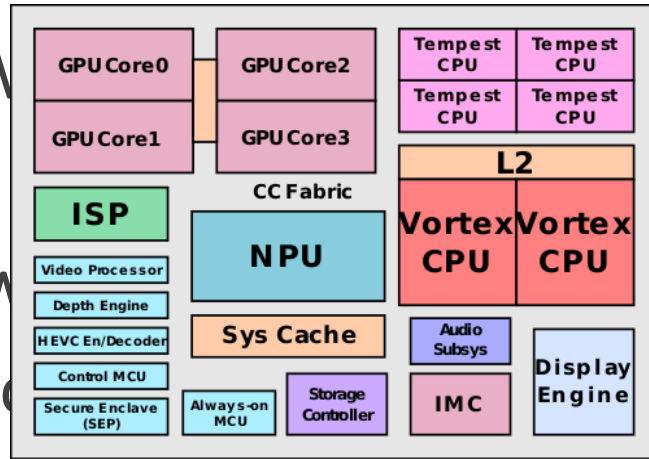 GPU Core0
GPU Core2
GPU Core1
GPU Core3
Tempest
CPU
Tempest
CPU
Tempest
CPU
Tempest
CPU
L2
Vortex
CPU
Vortex
CPU
CC Fabric
ISP
NPU
Video Processor
Depth Engine
HEVC En/Decoder
Control MCU
Secure Enclave
(SEP)
Sys Cache
Always-on
MCU
Storage
Controller
Audio
Subsys
IMC
Display
Engine